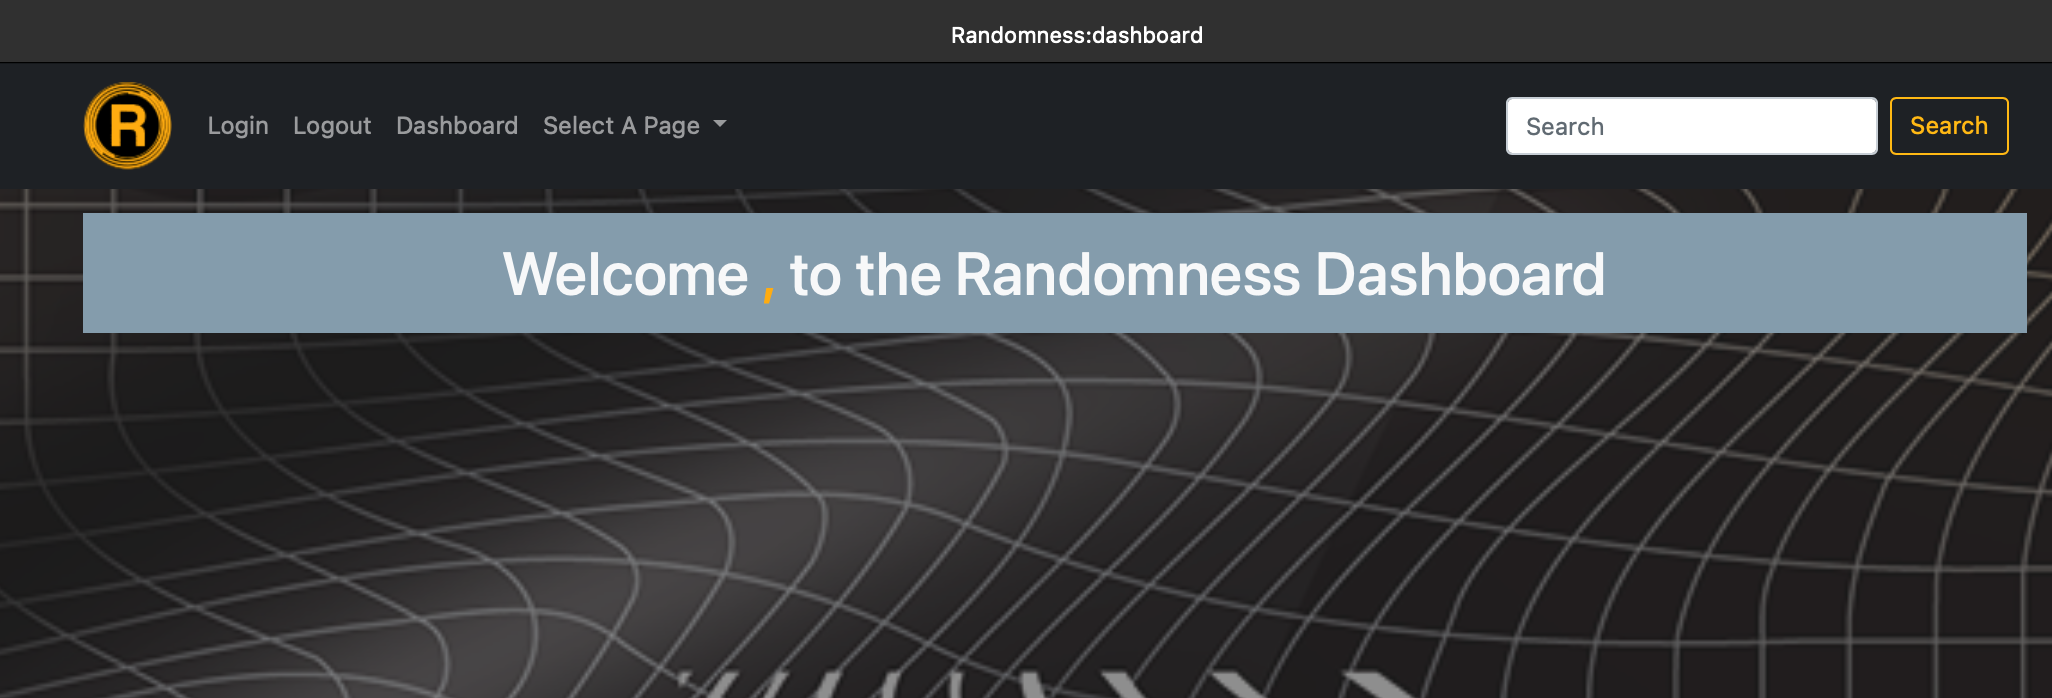 Randomness:dashboard
R Login Logout Dashboard Select A Page Search Search
Welcome , to the Randomness Dashboard